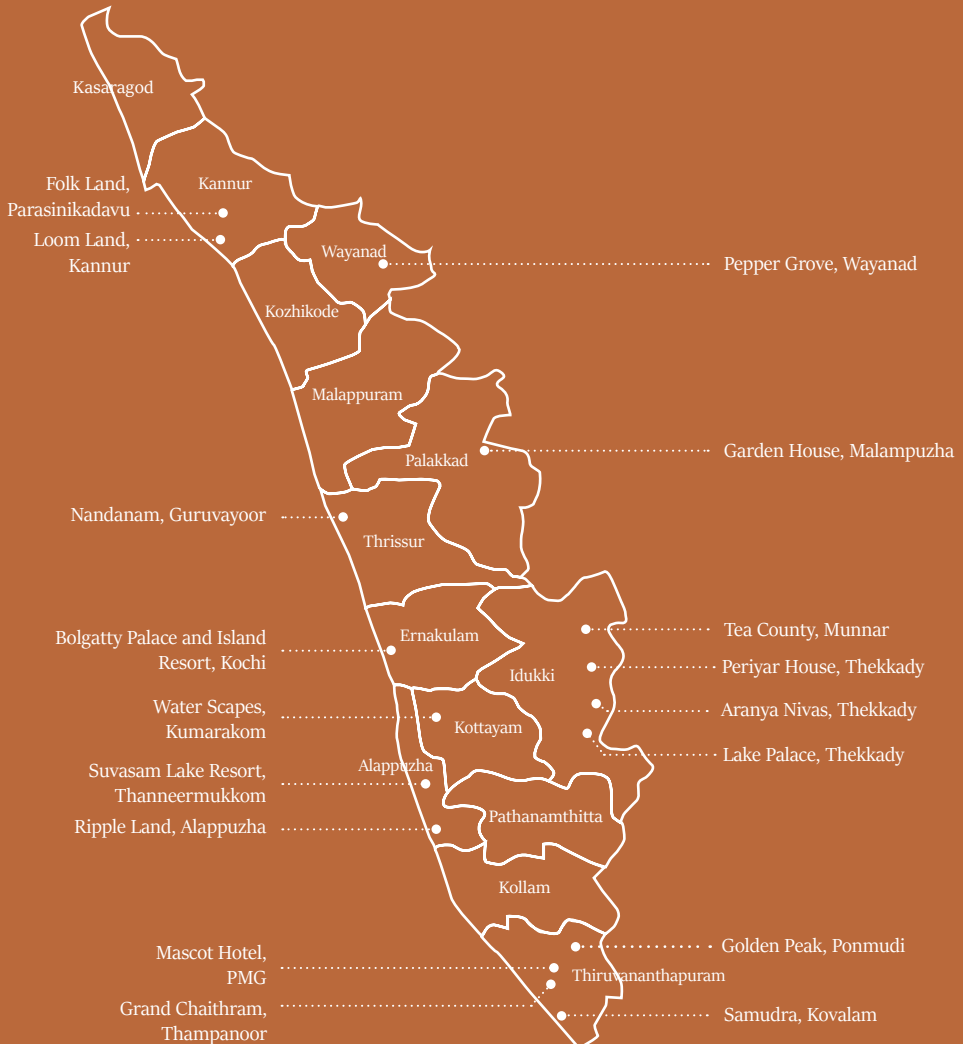 Kasaragod
Folk Land,
Parasinikadavu
Kannur
Loom Land,
Kannur
Wayanad
Pepper Grove, Wayanad
Kozhikode
Malappuram
Garden House, Malampuzha
Palakkad
Nandanam, Guruvayoor
Thrissur
Bolgatty Palace and Island
Resort, Kochi
Ernakulam
Tea County, Munnar
Periyar House, Thekkady
Idukki
Aranya Nivas, Thekkady
Water Scapes,
Kumarakom
Kottayam
Lake Palace, Thekkady
Alappuzha
Suvasam Lake Resort,
Thanneermukkom
Pathanamthitta
Ripple Land, Alappuzha
Kollam
Golden Peak, Ponmudi
Mascot Hotel,
PMG
Thiruvananthapuram
Grand Chaithram,
Thampanoor
Samudra, Kovalam